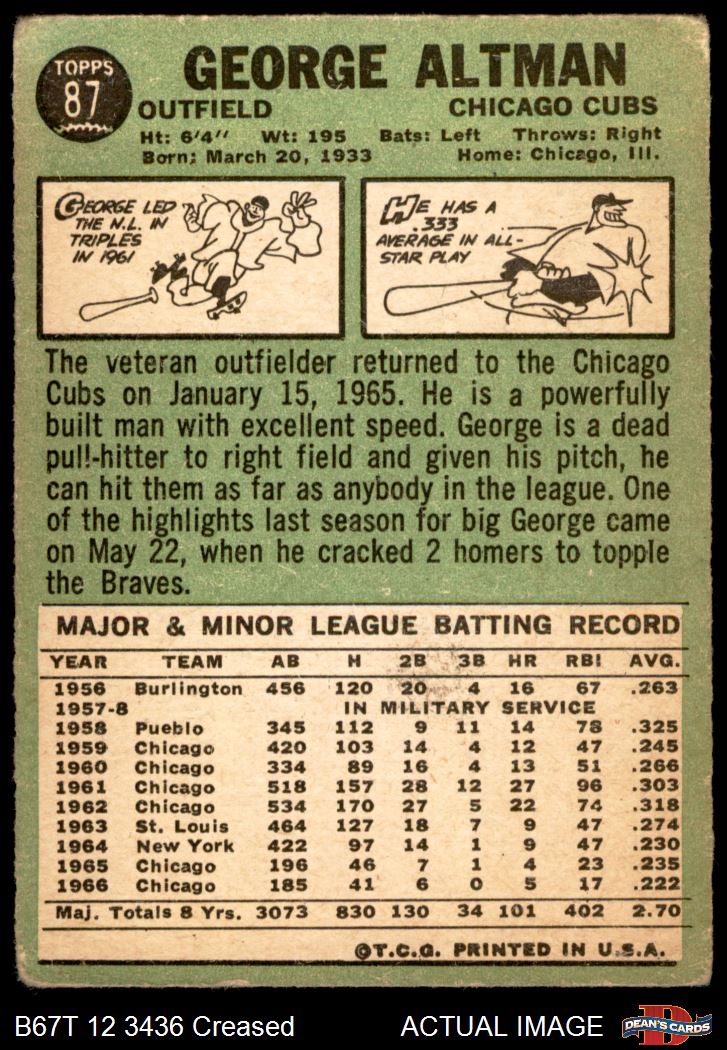 TOPPS
87
GEORGE ALTMAN
OUTFIELD CHICAGO CUBS
Ht: 6'4" Wt: 195 Bats: Left Throws: Right
Born: March 20, 1933 Home: Chicago, Ill.
GEORGE LED
THE N.L. IN
TRIPLES
IN 1961
HE HAS A
.333
AVERAGE IN ALL-
STAR PLAY
The veteran outfielder returned to the Chicago
Cubs on January 15, 1965. He is a powerfully
built man with excellent speed. George is a dead
pull-hitter to right field and given his pitch, he
can hit them as far as anybody in the league. One
of the highlights last season for big George came
on May 22, when he cracked 2 homers to topple
the Braves.
MAJOR & MINOR LEAGUE BATTING RECORD
YEAR TEAM AB H 2B 3B HR RBI AVG.
1956 Burlington 456 120 20 4 16 67 .263
1957-8 IN MILITARY SERVICE
1958 Pueblo 345 112 9 11 14 78 .325
1959 Chicago 420 103 14 4 12 47 .245
1960 Chicago 334 89 16 4 13 51 .266
1961 Chicago 518 157 28 12 27 96 .303
1962 Chicago 534 170 27 5 22 74 .318
1963 St. Louis 464 127 18 7 9 47 .274
1964 New York 422 97 14 1 9 47 .230
1965 Chicago 196 46 7 1 4 23 .235
1966 Chicago 185 41 6 0 5 17 .222
Maj. Totals 8 Yrs. 3073 830 130 34 101 402 2.70
©T.C.G. PRINTED IN U.S.A.
B67T 12 3436 Creased ACTUAL IMAGE
D
DEAN'S CARDS